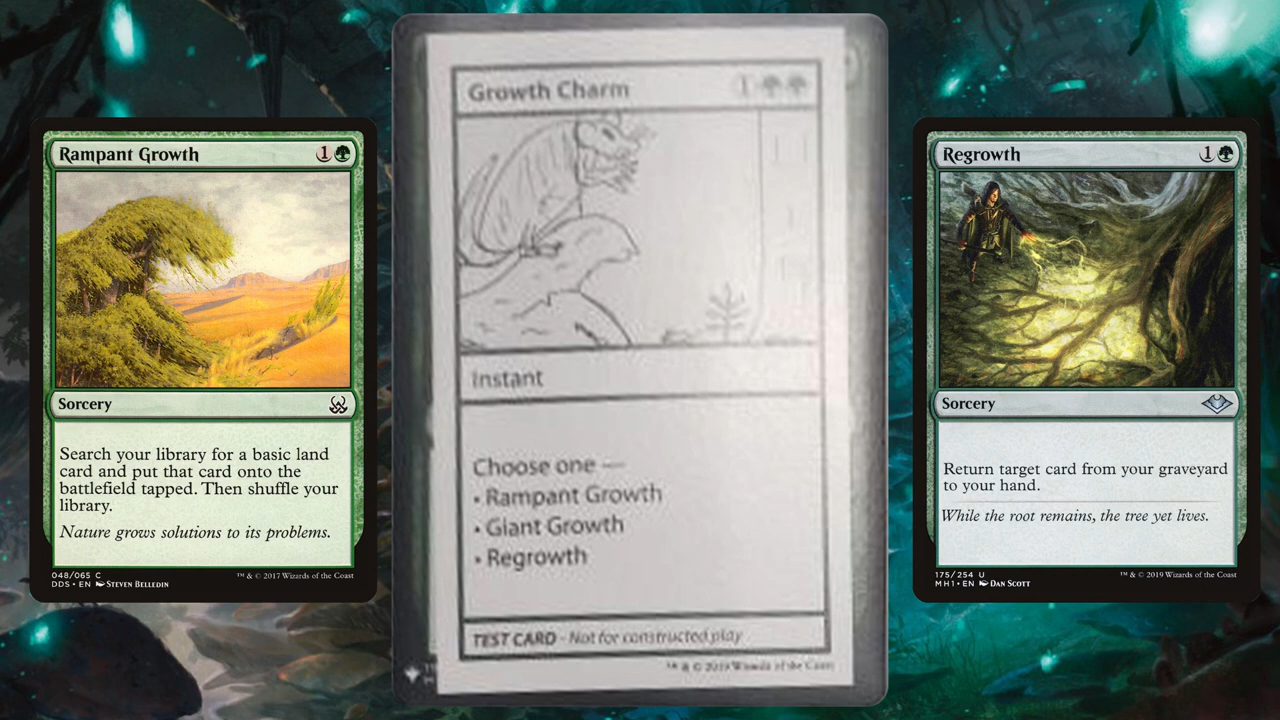 Rampant Growth 1
Sorcery
Search your library for a basic land
card and put that card onto the
battlefield tapped. Then shuffle your
library.
Nature grows solutions to its problems.
048/065 C
DDS • EN Steven Belledin
™ & © 2017 Wizards of the Coast
Growth Charm 1
Instant
Choose one —
• Rampant Growth
• Giant Growth
• Regrowth
TEST CARD - Not for constructed play
™ & © 2019 Wizards of the Coast
Regrowth 1
Sorcery
Return target card from your graveyard
to your hand.
While the root remains, the tree yet lives.
175/254 U
MH1 • EN Dan Scott
™ & © 2019 Wizards of the Coast